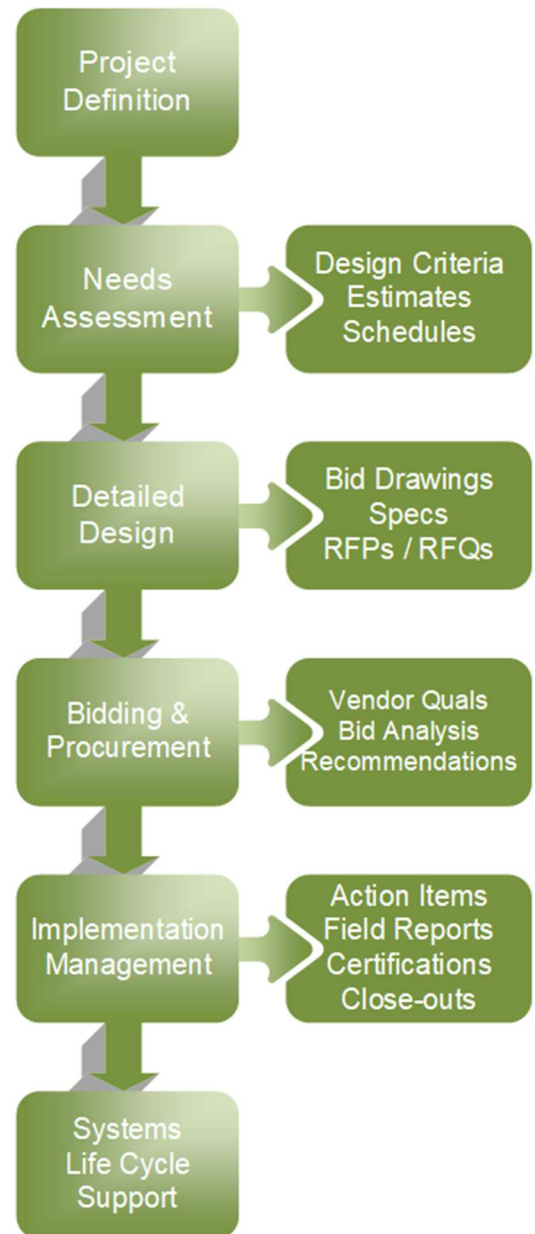 Project
Definition
Needs
Assessment
Design Criteria
Estimates
Schedules
Detailed
Design
Bid Drawings
Specs
RFPs / RFQs
Bidding &
Procurement
Vendor Quals
Bid Analysis
Recommendations
Implementation
Management
Action Items
Field Reports
Certifications
Close-outs
Systems
Life Cycle
Support